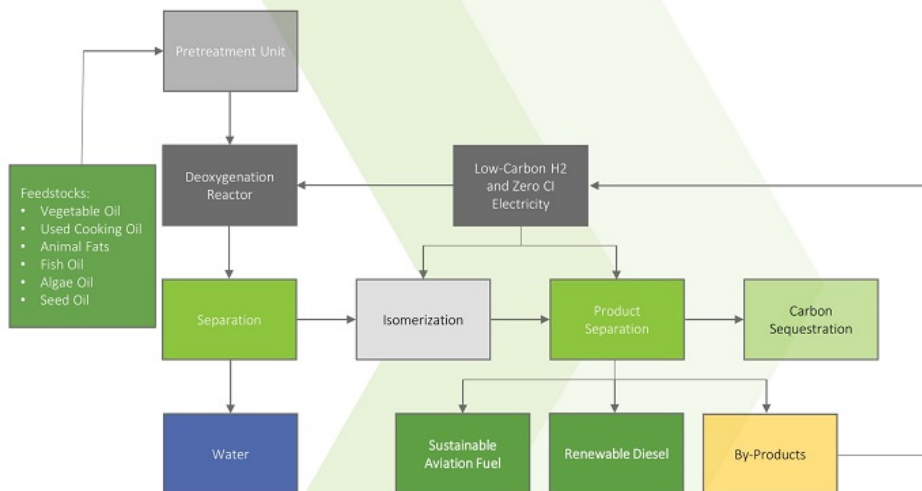 Pretreatment Unit
Feedstocks:
• Vegetable Oil
• Used Cooking Oil
• Animal Fats
• Fish Oil
• Algae Oil
• Seed Oil
Deoxygenation
Reactor
Low-Carbon H2
and Zero CI
Electricity
Separation
Isomerization
Product
Separation
Carbon
Sequestration
Water
Sustainable
Aviation Fuel
Renewable Diesel
By-Products